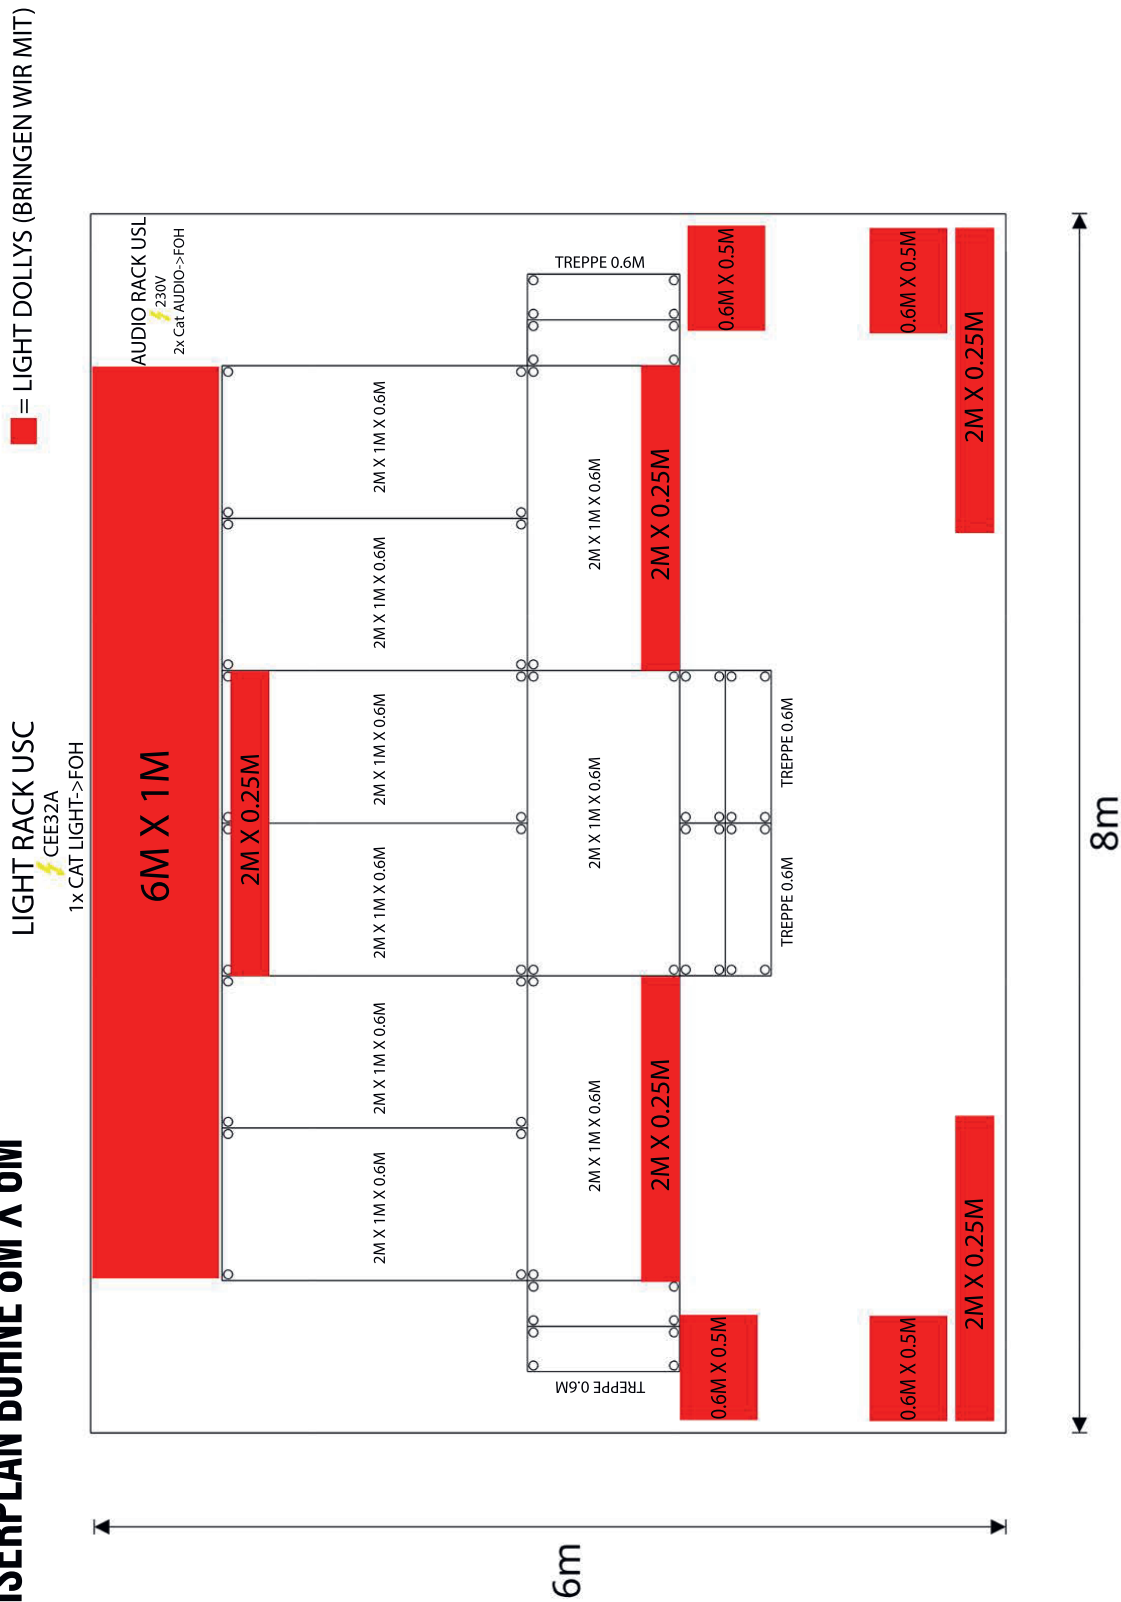 ISERPLAN BÜHNE 8M X 6M
LIGHT RACK USC
CEE32A
1x CAT LIGHT->FOH
= LIGHT DOLLYS (BRINGEN WIR MIT)
AUDIO RACK USL
230V
2x Cat AUDIO->FOH
6M X 1M
2M X 0.25M
2M X 1M X 0.6M
2M X 1M X 0.6M
2M X 1M X 0.6M
2M X 1M X 0.6M
2M X 1M X 0.6M
2M X 1M X 0.6M
TREPPE 0.6M
2M X 1M X 0.6M
2M X 1M X 0.6M
2M X 1M X 0.6M
TREPPE 0.6M
2M X 0.25M
2M X 0.25M
0.6M X 0.5M
TREPPE 0.6M
TREPPE 0.6M
0.6M X 0.5M
0.6M X 0.5M
0.6M X 0.5M
2M X 0.25M
2M X 0.25M
6m
8m